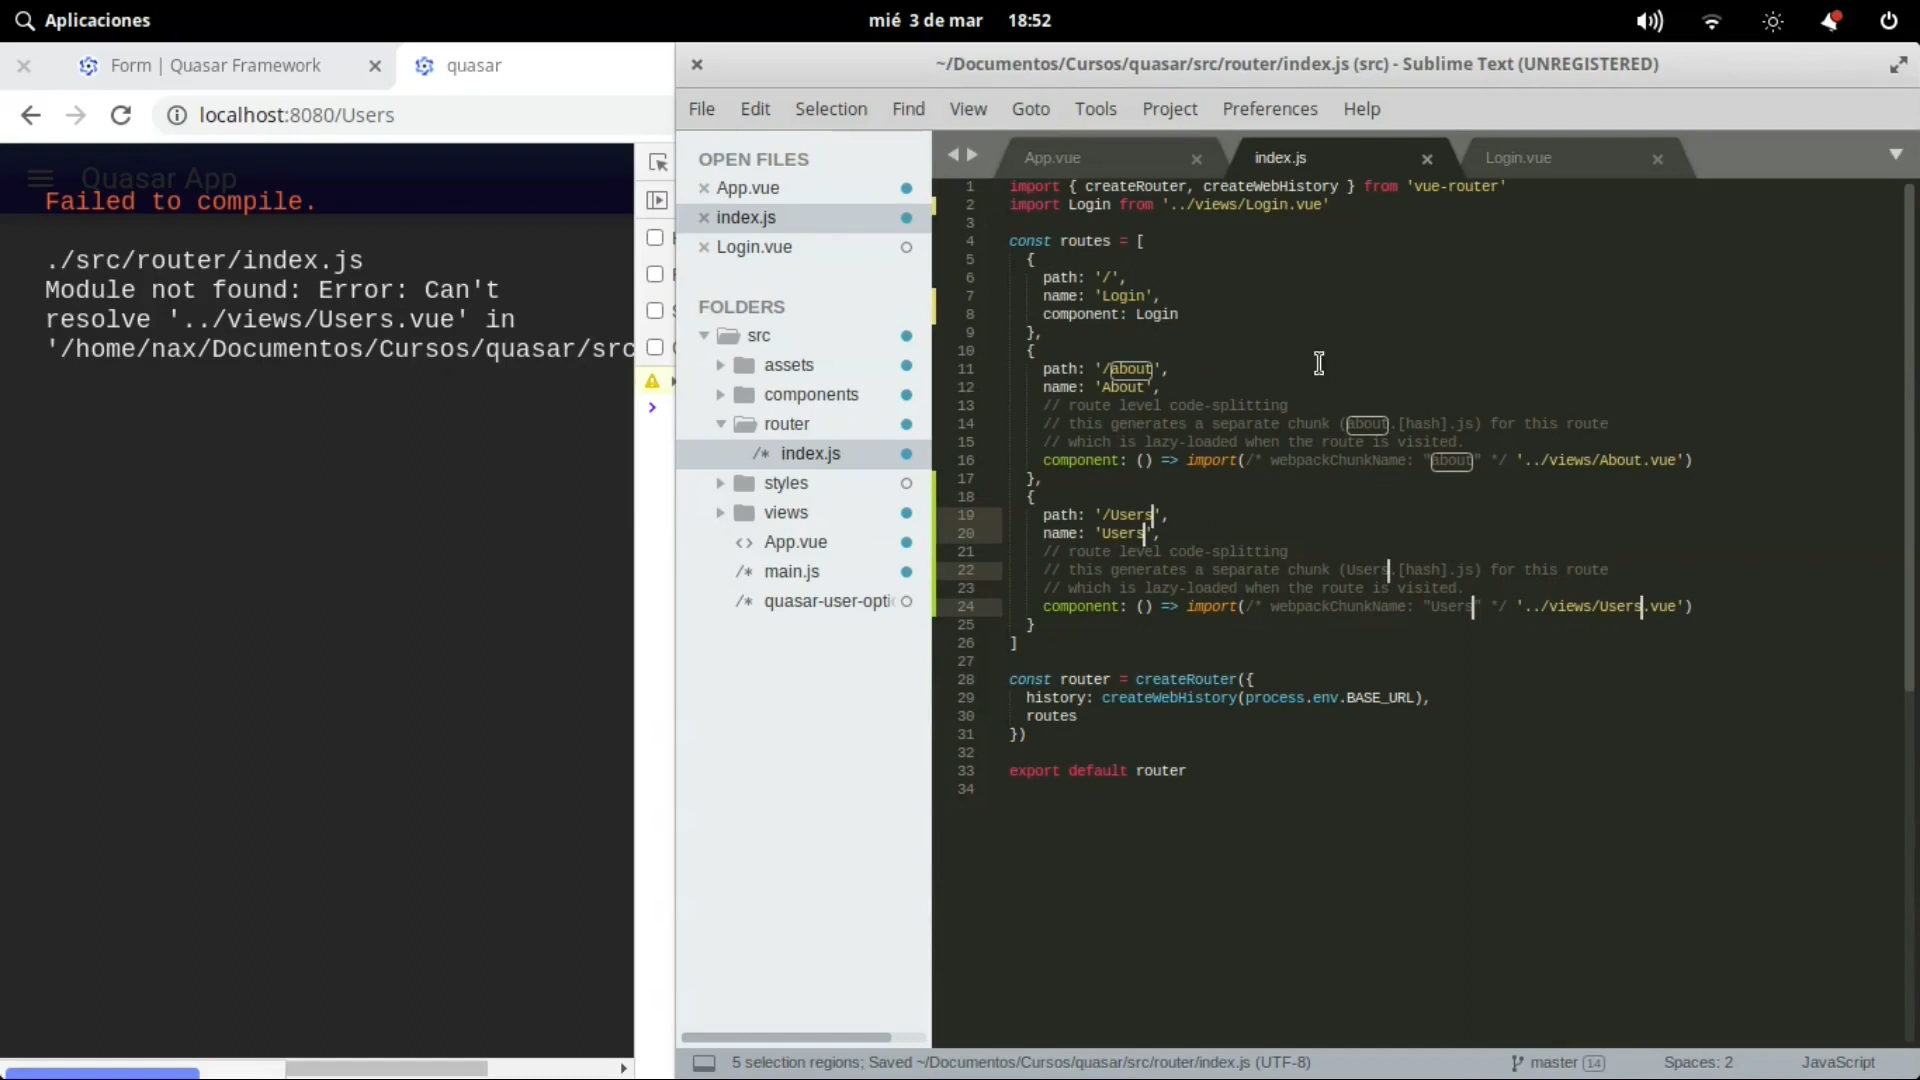 Aplicaciones
mié 3 de mar 18:52
Form | Quasar Framework
quasar
localhost:8080/Users
Quasar App
Failed to compile.
./src/router/index.js
Module not found: Error: Can't
resolve '../views/Users.vue' in
'/home/nax/Documentos/Cursos/quasar/src
~/Documentos/Cursos/quasar/src/router/index.js (src) - Sublime Text (UNREGISTERED)
File Edit Selection Find View Goto Tools Project Preferences Help
OPEN FILES
App.vue
index.js
Login.vue
FOLDERS
src
assets
components
router
/* index.js
styles
views
<> App.vue
/* main.js
/* quasar-user-opti
App.vue
index.js
Login.vue
1 import { createRouter, createWebHistory } from 'vue-router'
2 import Login from '../views/Login.vue'
3
4 const routes = [
5 {
6 path: '/',
7 name: 'Login',
8 component: Login
9 },
10 {
11 path: '/about',
12 name: 'About',
13 // route level code-splitting
14 // this generates a separate chunk (about.[hash].js) for this route
15 // which is lazy-loaded when the route is visited.
16 component: () => import(/* webpackChunkName: "about" */ '../views/About.vue')
17 },
18 {
19 path: '/Users',
20 name: 'Users',
21 // route level code-splitting
22 // this generates a separate chunk (Users.[hash].js) for this route
23 // which is lazy-loaded when the route is visited.
24 component: () => import(/* webpackChunkName: "Users" */ '../views/Users.vue')
25 }
26 ]
27
28 const router = createRouter({
29 history: createWebHistory(process.env.BASE_URL),
30 routes
31 })
32
33 export default router
34
5 selection regions; Saved ~/Documentos/Cursos/quasar/src/router/index.js (UTF-8)
master 14
Spaces: 2
JavaScript